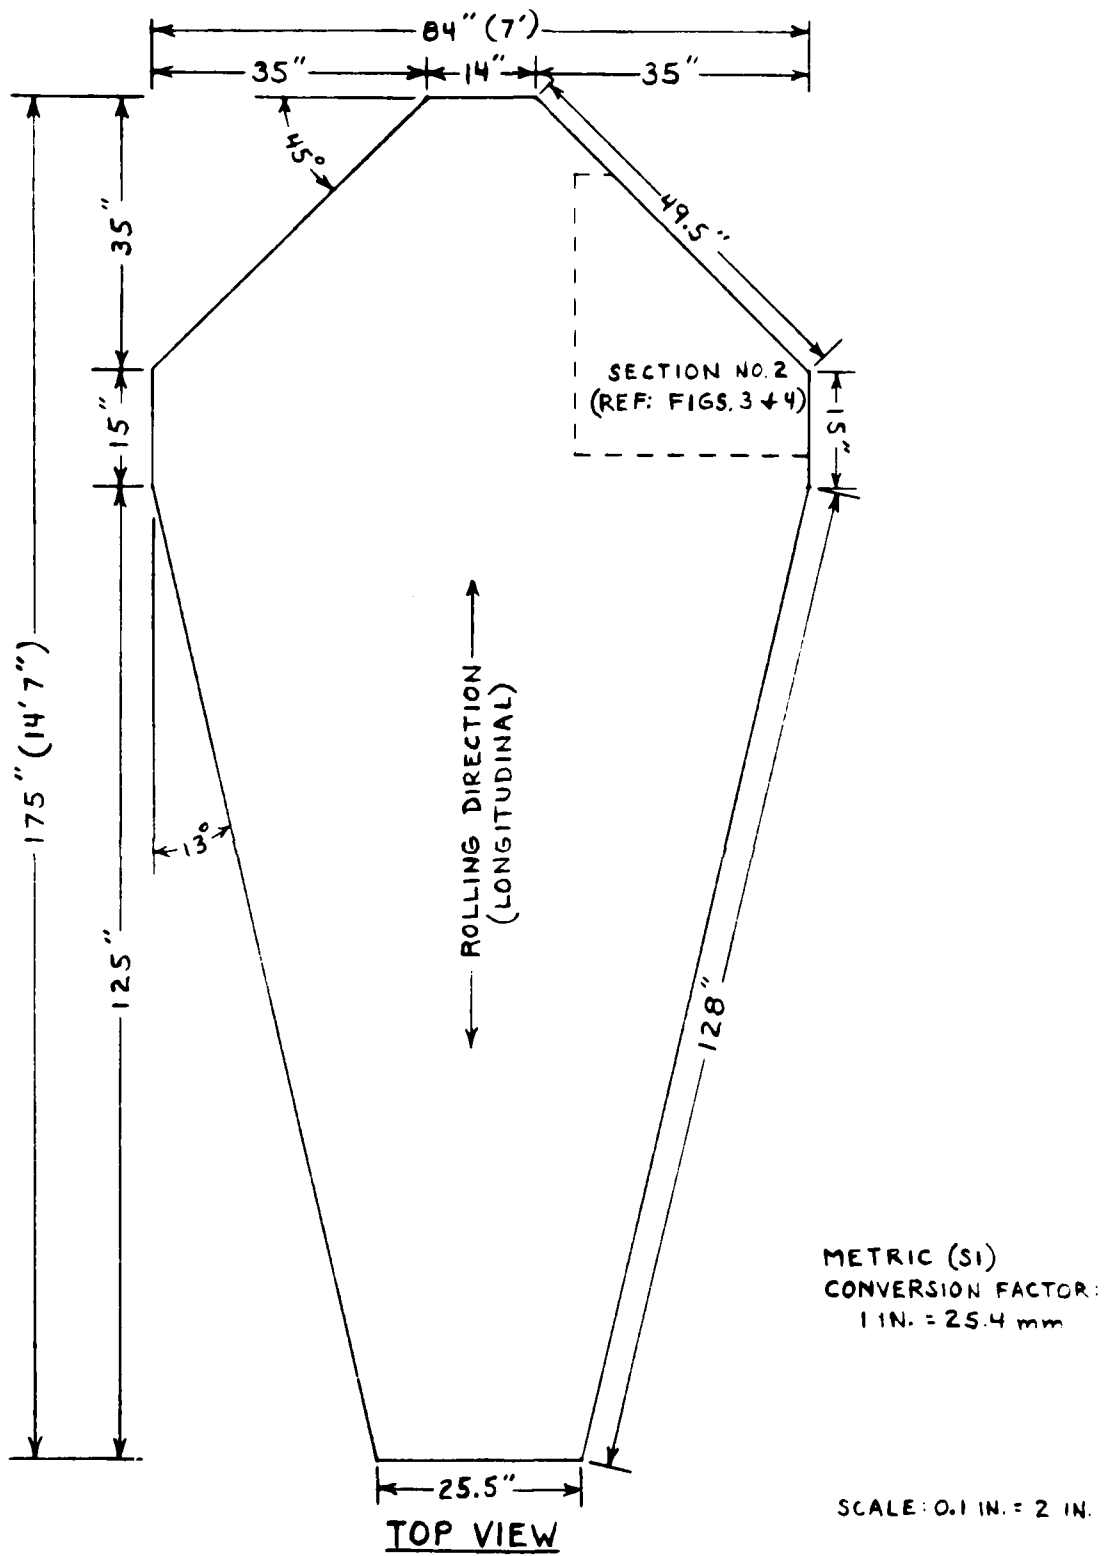 84" (7')
35"
14"
35"
45°
49.5"
35"
SECTION NO. 2
(REF: FIGS. 3 & 4)
15"
15"
175" (14' 7")
ROLLING DIRECTION
(LONGITUDINAL)
13°
125"
128"
METRIC (SI)
CONVERSION FACTOR:
1 IN. = 25.4 mm
25.5"
SCALE: 0.1 IN. = 2 IN.
TOP VIEW